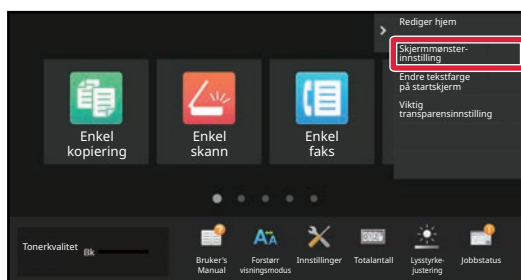 Rediger hjem
Skjermmønster-
innstilling
Endre tekstfarge
på startskjerm
Viktig
transparensinnstilling
Enkel
kopiering
Enkel
skann
Enkel
faks
Tonerkvalitet
Bk
Bruker's
Manual
Forstørr
visningsmodus
Innstillinger
Totalantall
Lysstyrke-
justering
Jobbstatus